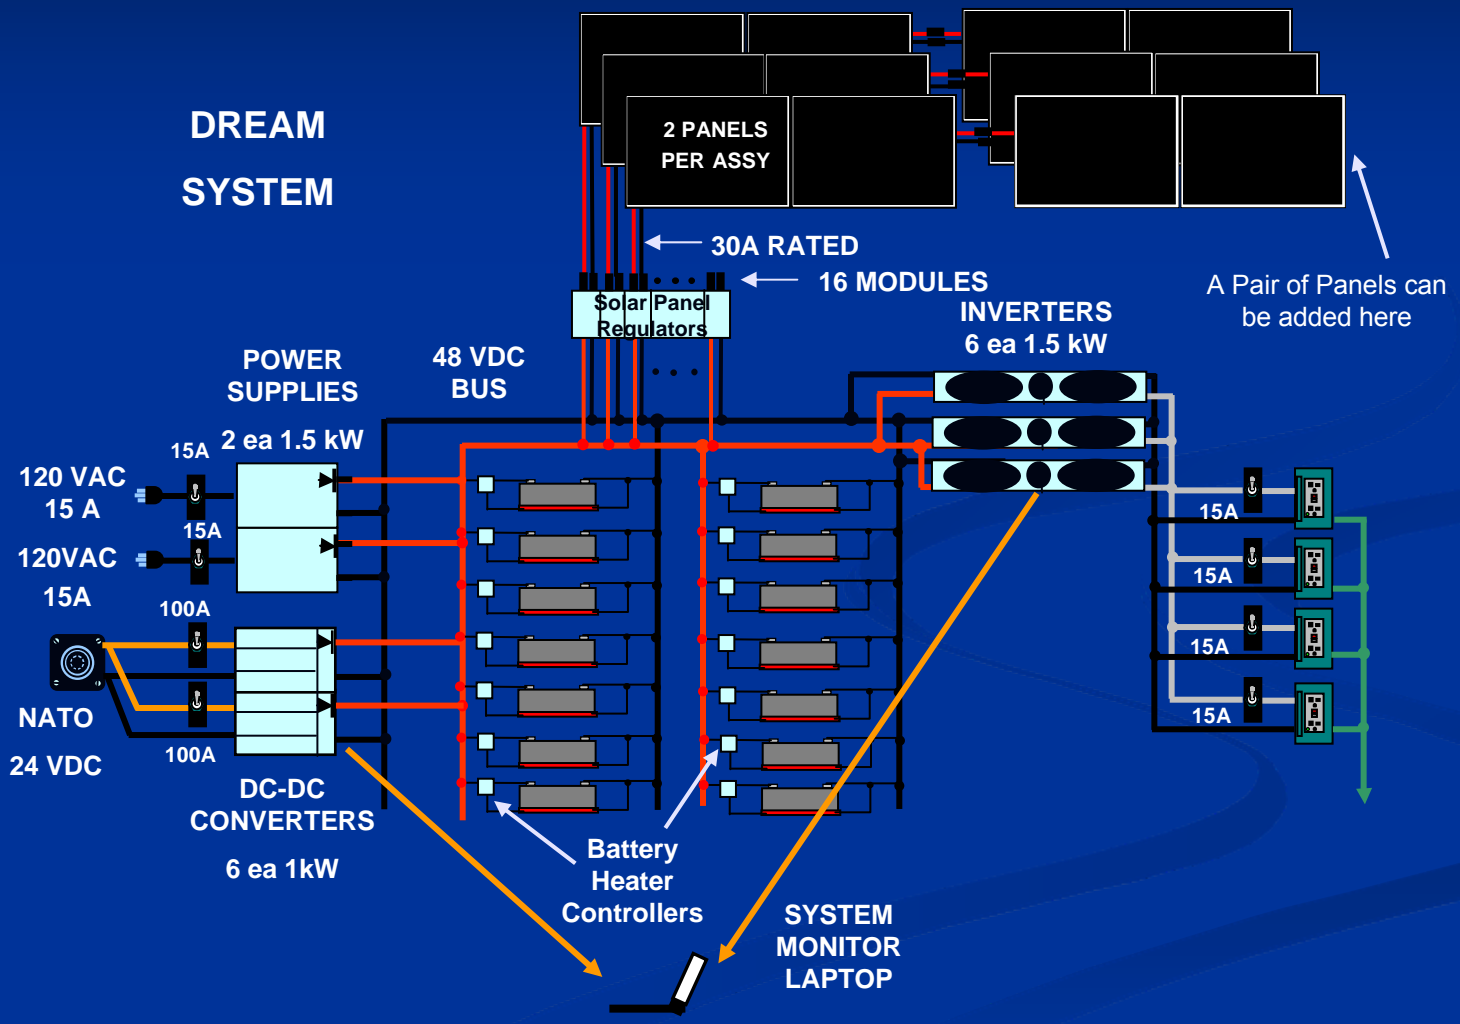 DREAM
SYSTEM
2 PANELS
PER ASSY
30A RATED
16 MODULES
Solar Panel
Regulators
A Pair of Panels can
be added here
INVERTERS
6 ea 1.5 kW
48 VDC
BUS
POWER
SUPPLIES
2 ea 1.5 kW
15A
120 VAC
15 A
15A
120VAC
15A
100A
NATO
24 VDC
100A
DC-DC
CONVERTERS
6 ea 1kW
Battery
Heater
Controllers
SYSTEM
MONITOR
LAPTOP
15A
15A
15A
15A